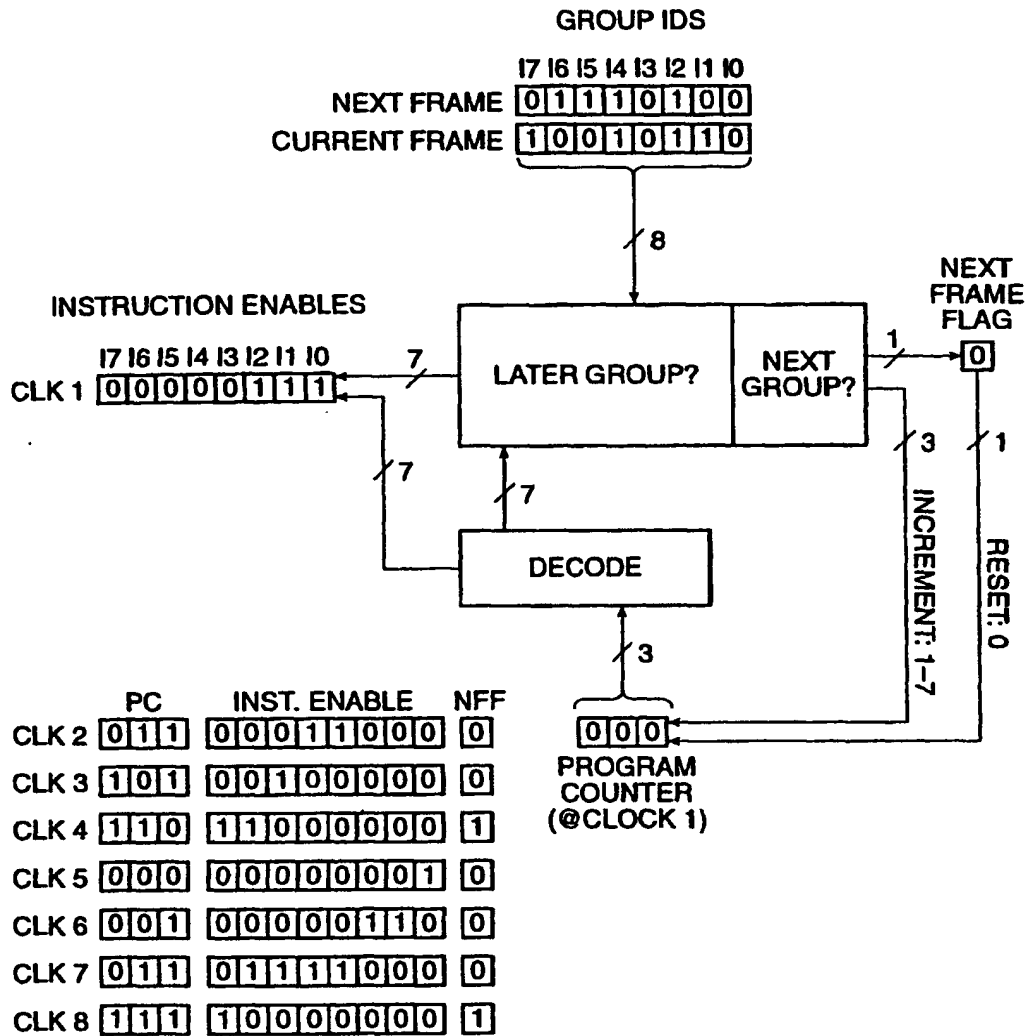 GROUP IDS
I7 I6 I5 I4 I3 I2 I1 I0
NEXT FRAME 0 1 1 1 0 1 0 0
CURRENT FRAME 1 0 0 1 0 1 1 0
8
NEXT
FRAME
FLAG
0
INSTRUCTION ENABLES
I7 I6 I5 I4 I3 I2 I1 I0
CLK 1 0 0 0 0 0 1 1 1
7
LATER GROUP?
NEXT
GROUP?
1
3
1
7
7
INCREMENT: 1–7
RESET: 0
DECODE
3
0 0 0
PROGRAM
COUNTER
(@CLOCK 1)
PC INST. ENABLE NFF
CLK 2 0 1 1 0 0 0 1 1 0 0 0 0
CLK 3 1 0 1 0 0 1 0 0 0 0 0 0
CLK 4 1 1 0 1 1 0 0 0 0 0 0 1
CLK 5 0 0 0 0 0 0 0 0 0 0 1 0
CLK 6 0 0 1 0 0 0 0 0 1 1 0 0
CLK 7 0 1 1 0 1 1 1 1 0 0 0 0
CLK 8 1 1 1 1 0 0 0 0 0 0 0 1